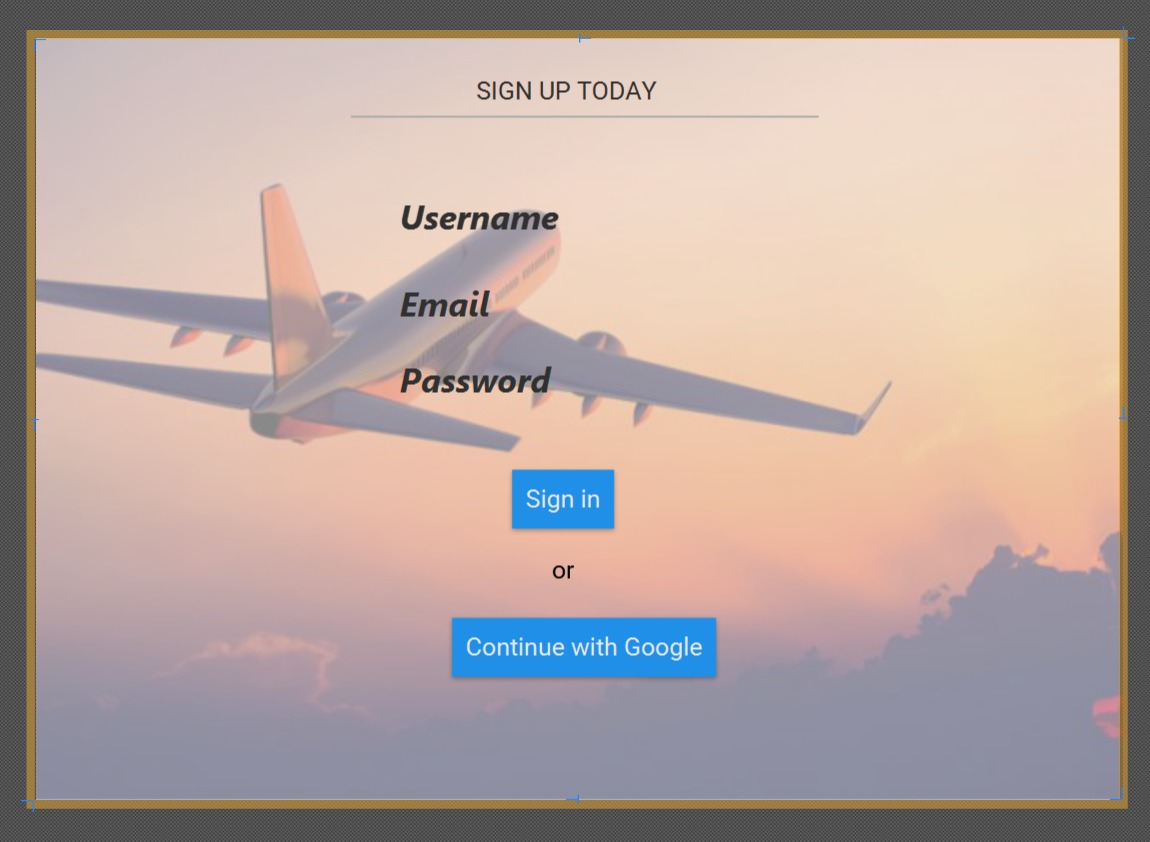 SIGN UP TODAY
Username
Email
Password
Sign in
or
Continue with Google